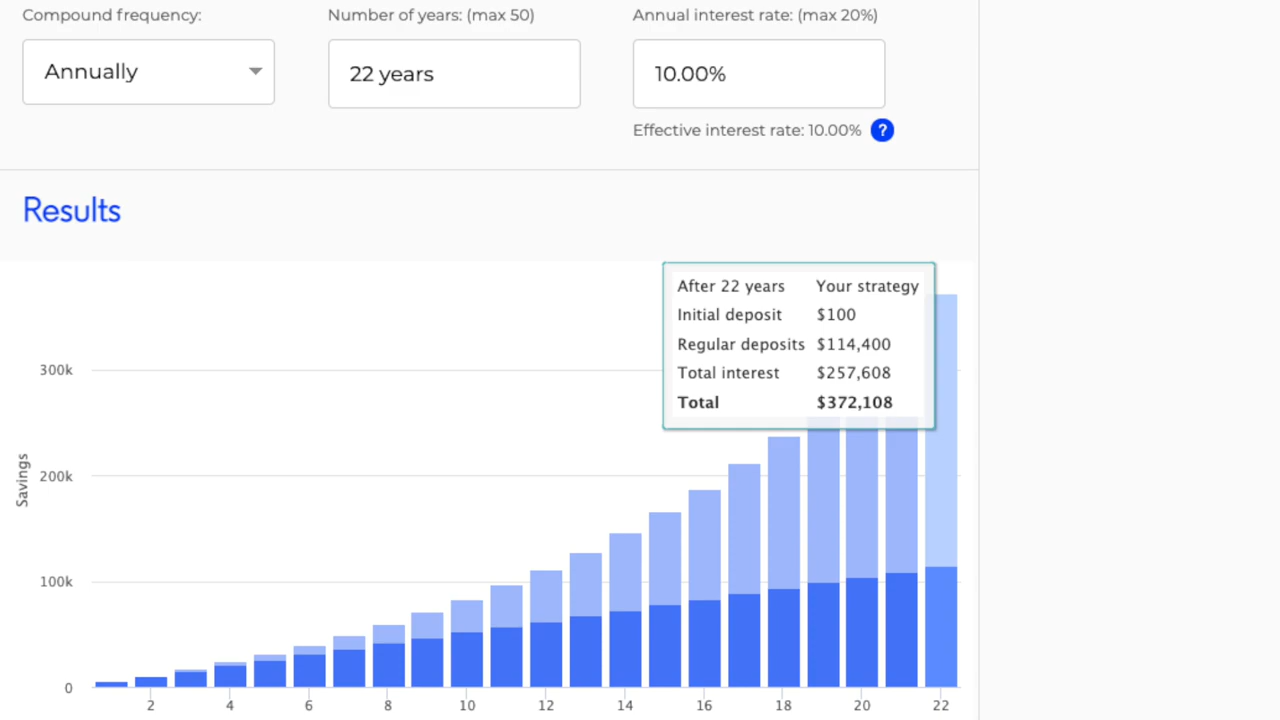 Compound frequency: Number of years: (max 50) Annual interest rate: (max 20%)
Annually 22 years 10.00%
Effective interest rate: 10.00% ?
Results
After 22 years Your strategy
Initial deposit $100
Regular deposits $114,400
Total interest $257,608
Total $372,108
300k
200k
100k
0
Savings
2 4 6 8 10 12 14 16 18 20 22